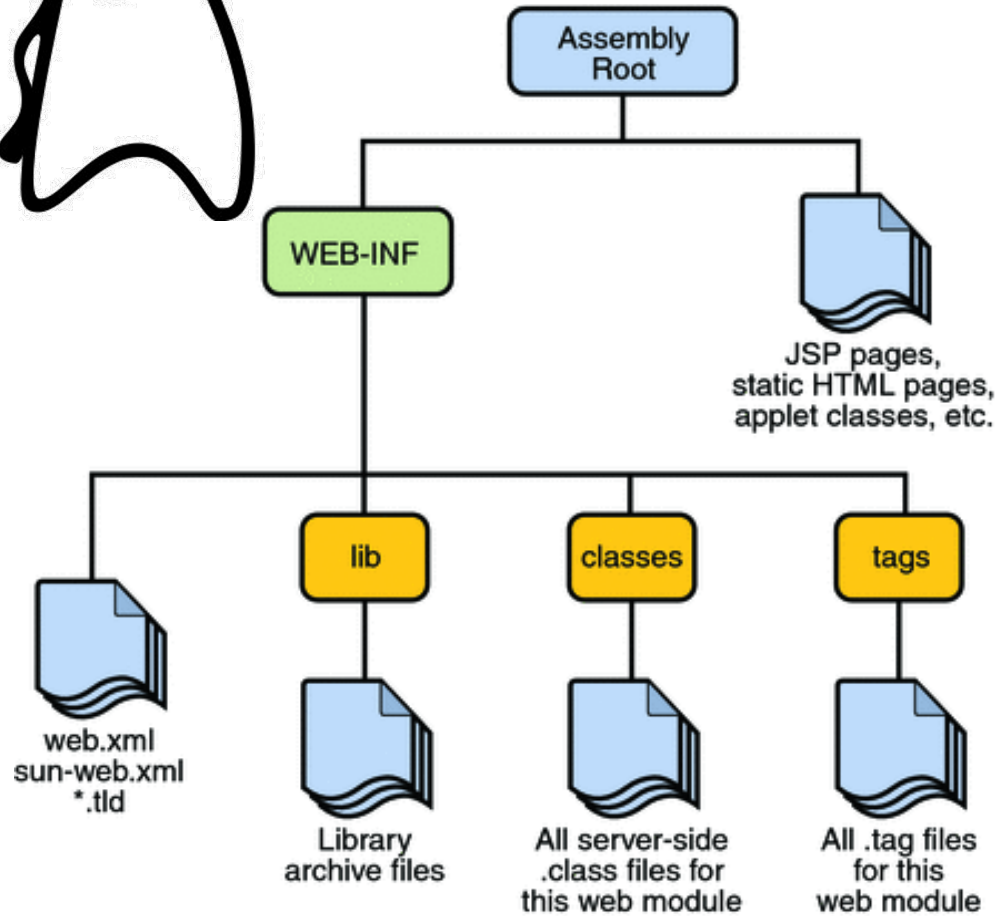 Assembly
Root
WEB-INF
JSP pages,
static HTML pages,
applet classes, etc.
lib
classes
tags
web.xml
sun-web.xml
*.tld
Library
archive files
All server-side
.class files for
this web module
All .tag files
for this
web module